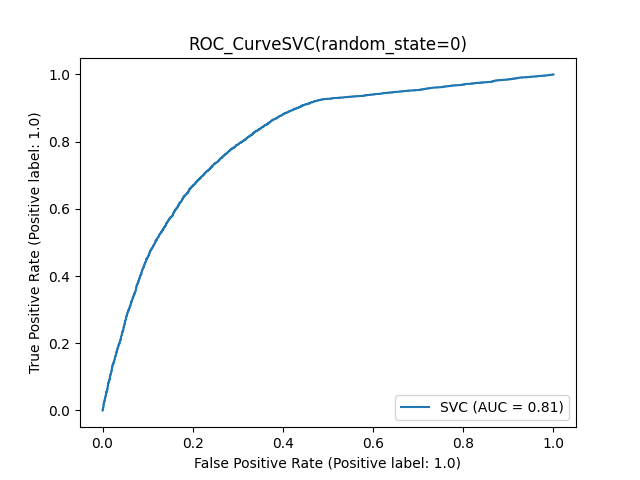 ROC_CurveSVC(random_state=0)
True Positive Rate (Positive label: 1.0)
1.0
0.8
0.6
0.4
0.2
0.0
SVC (AUC = 0.81)
0.0 0.2 0.4 0.6 0.8 1.0
False Positive Rate (Positive label: 1.0)